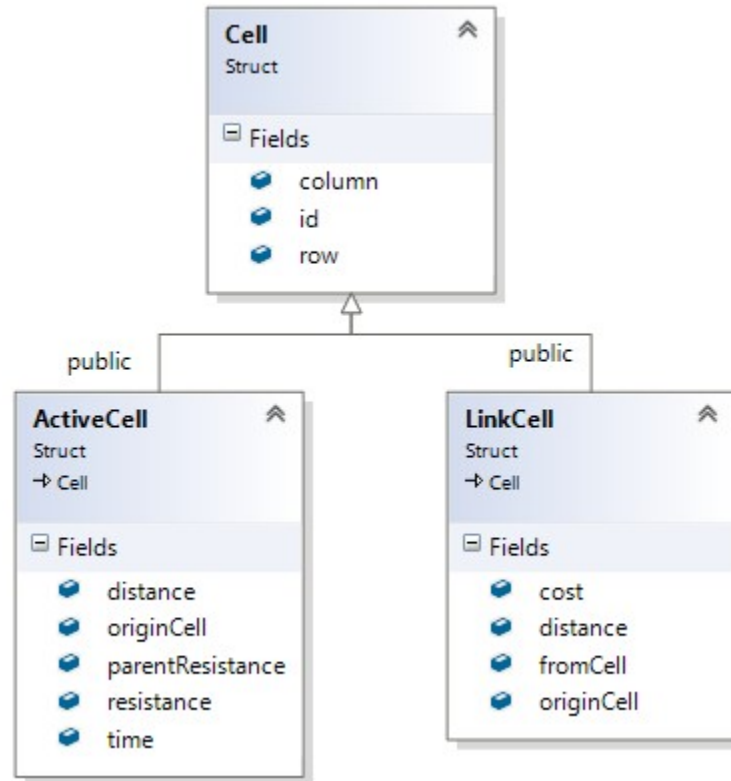 Cell
Struct
Fields
column
id
row
public
public
ActiveCell
Struct
Cell
Fields
distance
originCell
parentResistance
resistance
time
LinkCell
Struct
Cell
Fields
cost
distance
fromCell
originCell